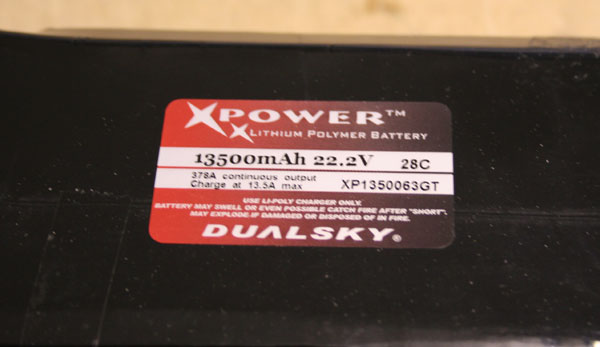 XPOWER™
XLITHIUM POLYMER BATTERY
13500mAh 22.2V 28C
378A continuous output
Charge at 13.5A max XP1350063GT
USE LI-POLY CHARGER ONLY.
BATTERY MAY SWELL OR EVEN POSSIBLE CATCH FIRE AFTER "SHORT".
MAY EXPLODE IF DAMAGED OR DISPOSED OF IN FIRE.
DUALSKY®